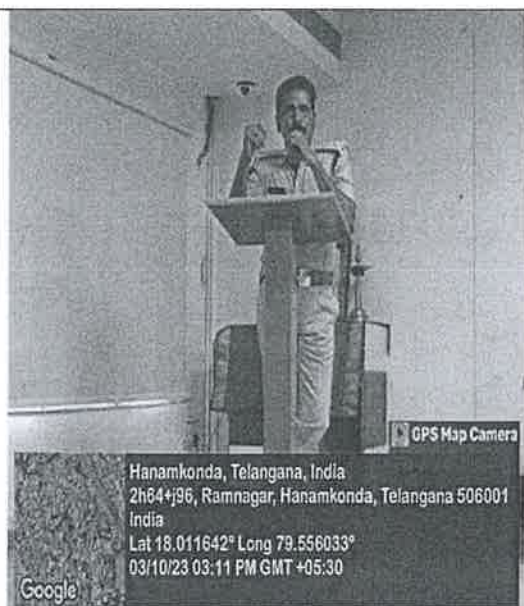 GPS Map Camera
Hanamkonda, Telangana, India
2h64+j96, Ramnagar, Hanamkonda, Telangana 506001
India
Lat 18.011642° Long 79.556033°
03/10/23 03:11 PM GMT +05:30
Google